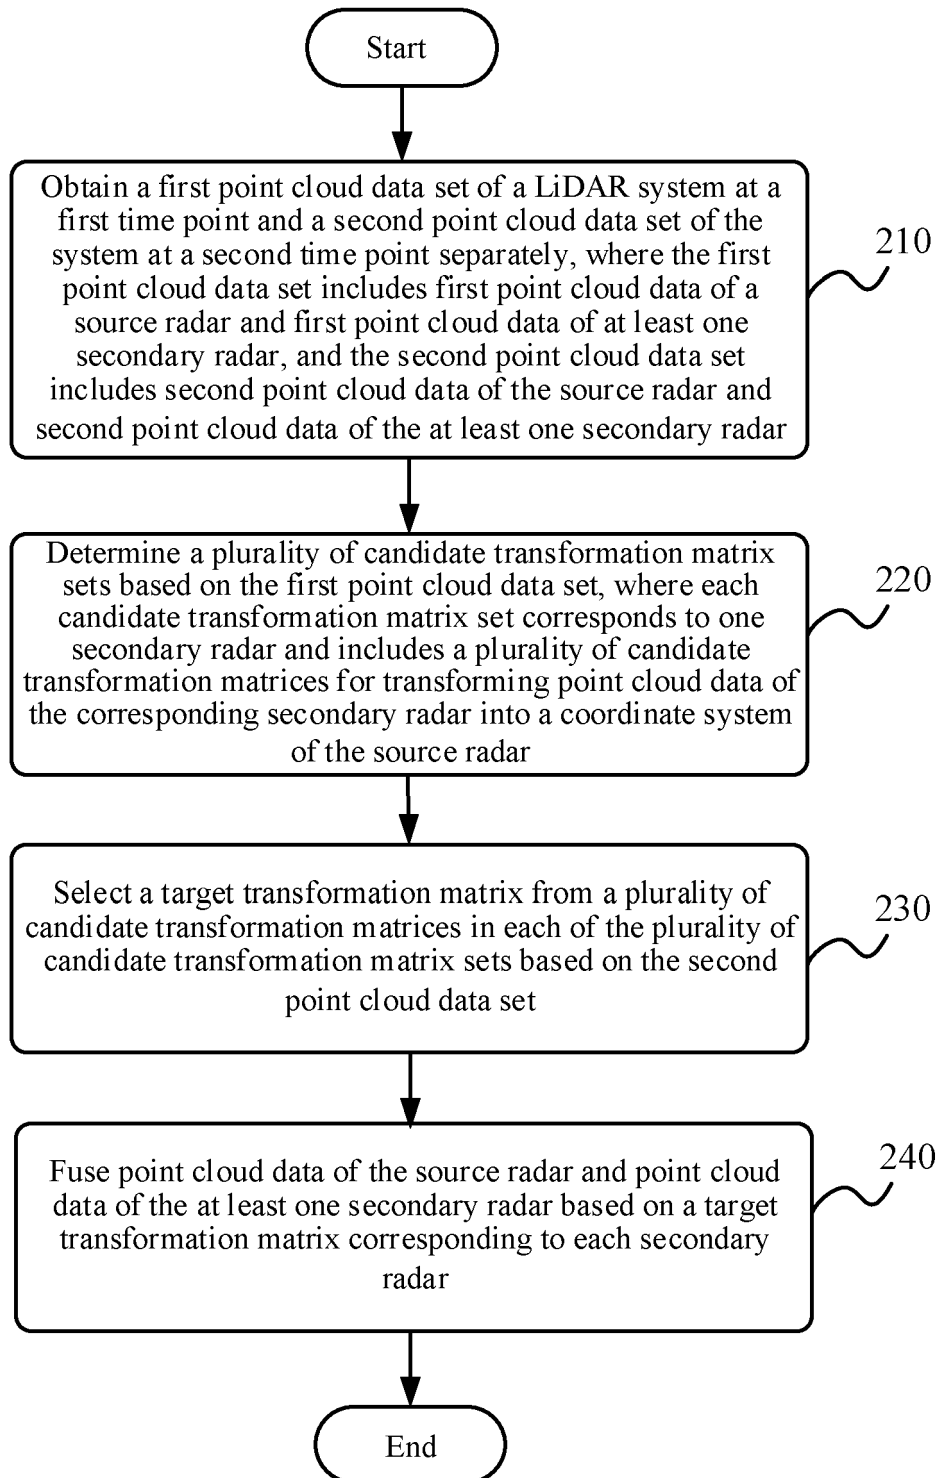 Start
Obtain a first point cloud data set of a LiDAR system at a
first time point and a second point cloud data set of the
system at a second time point separately, where the first
point cloud data set includes first point cloud data of a
source radar and first point cloud data of at least one
secondary radar, and the second point cloud data set
includes second point cloud data of the source radar and
second point cloud data of the at least one secondary radar
210
Determine a plurality of candidate transformation matrix
sets based on the first point cloud data set, where each
candidate transformation matrix set corresponds to one
secondary radar and includes a plurality of candidate
transformation matrices for transforming point cloud data of
the corresponding secondary radar into a coordinate system
of the source radar
220
Select a target transformation matrix from a plurality of
candidate transformation matrices in each of the plurality of
candidate transformation matrix sets based on the second
point cloud data set
230
Fuse point cloud data of the source radar and point cloud
data of the at least one secondary radar based on a target
transformation matrix corresponding to each secondary
radar
240
End